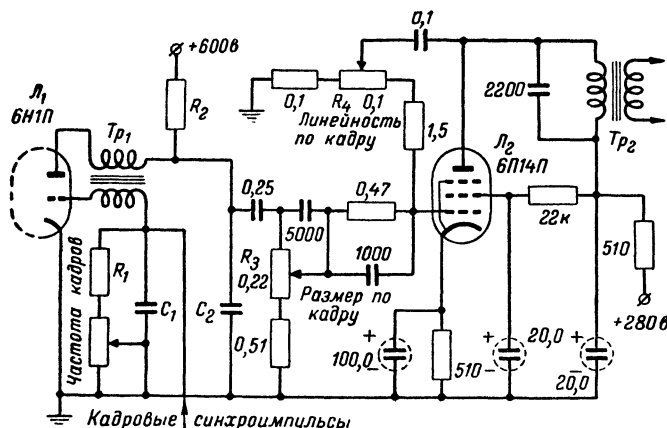 +600в
0,1
Л1
6Н1П
R2
Тр1
0,1
R4
0,1
Линейность
по кадру
1,5
2200
Л2
6П14П
Тр2
0,25
5000
0,47
22к
510
1000
R3
0,22
Размер по
кадру
Частота кадров
R1
C1
C2
0,51
+
100,0
−
510
+
20,0
−
+
20,0
−
+280в
Кадровые синхроимпульсы